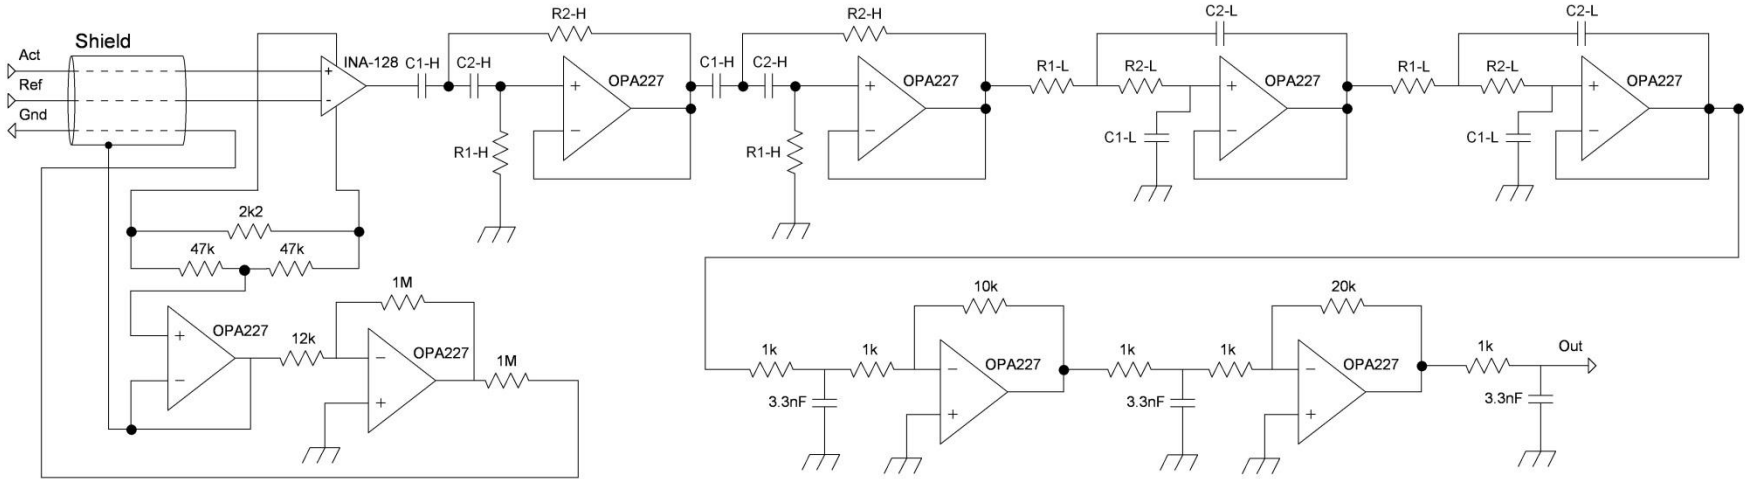 Shield
Act
Ref
Gnd
+
-
INA-128
C1-H
C2-H
R2-H
R1-H
+
−
OPA227
C1-H
C2-H
R2-H
R1-H
+
−
OPA227
R1-L
R2-L
C2-L
C1-L
+
−
OPA227
R1-L
R2-L
C2-L
C1-L
+
−
OPA227
2k2
47k
47k
+
−
OPA227
12k
1M
−
+
OPA227
1M
1k
3.3nF
1k
10k
−
+
OPA227
1k
3.3nF
1k
20k
−
+
OPA227
1k
3.3nF
Out